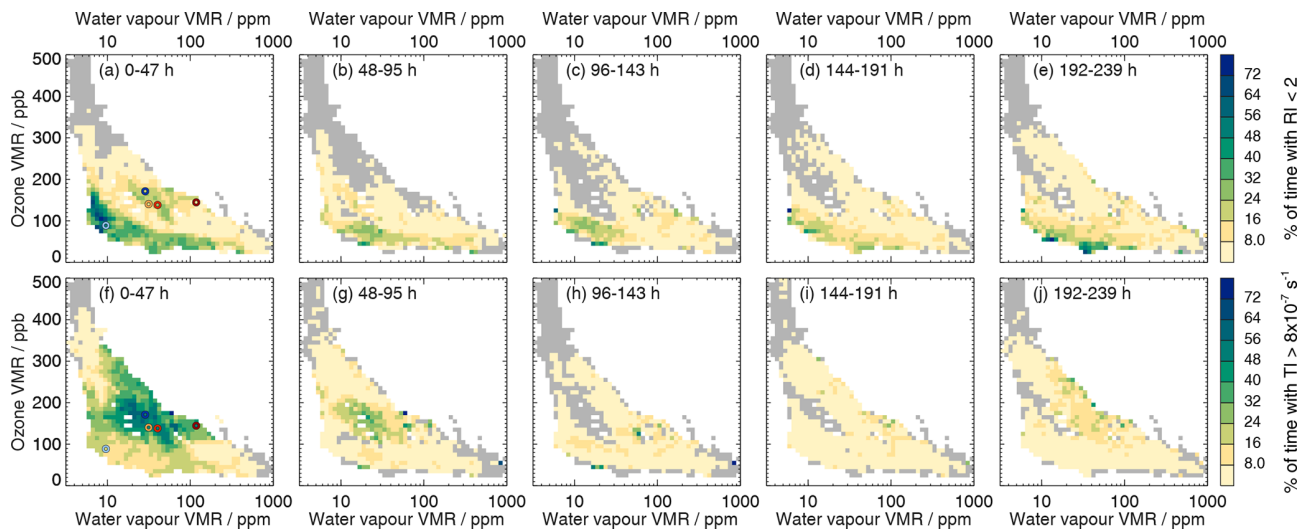 Water vapour VMR / ppm Water vapour VMR / ppm Water vapour VMR / ppm Water vapour VMR / ppm Water vapour VMR / ppm
10 100 1000 10 100 1000 10 100 1000 10 100 1000 10 100 1000
Ozone VMR / ppb
500
400
300
200
100
0
(a) 0-47 h
(b) 48-95 h
(c) 96-143 h
(d) 144-191 h
(e) 192-239 h
72
64
56
48
40
32
24
16
8.0
% of time with RI < 2
Ozone VMR / ppb
500
400
300
200
100
0
(f) 0-47 h
(g) 48-95 h
(h) 96-143 h
(i) 144-191 h
(j) 192-239 h
72
64
56
48
40
32
24
16
8.0
% of time with TI > 8x10⁻⁷ s⁻¹
10 100 1000 10 100 1000 10 100 1000 10 100 1000 10 100 1000
Water vapour VMR / ppm Water vapour VMR / ppm Water vapour VMR / ppm Water vapour VMR / ppm Water vapour VMR / ppm